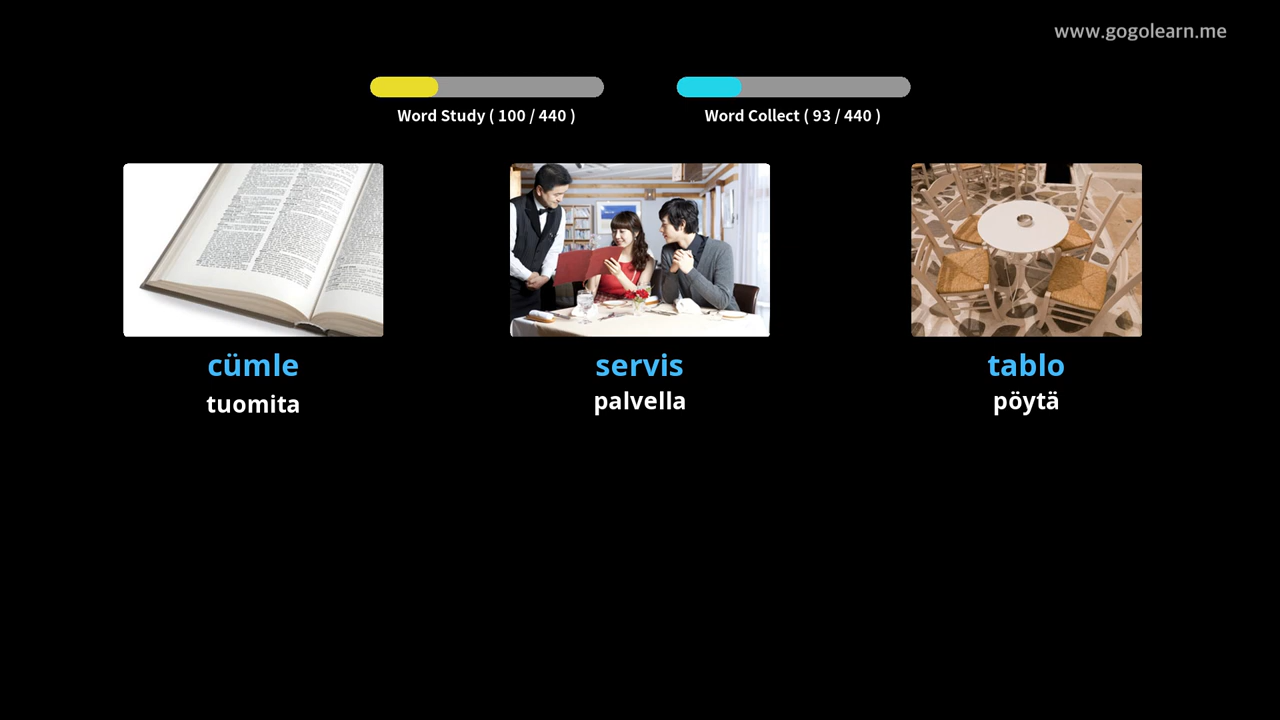 www.gogolearn.me
Word Study ( 100 / 440 )
Word Collect ( 93 / 440 )
cümle
tuomita
servis
palvella
tablo
pöytä